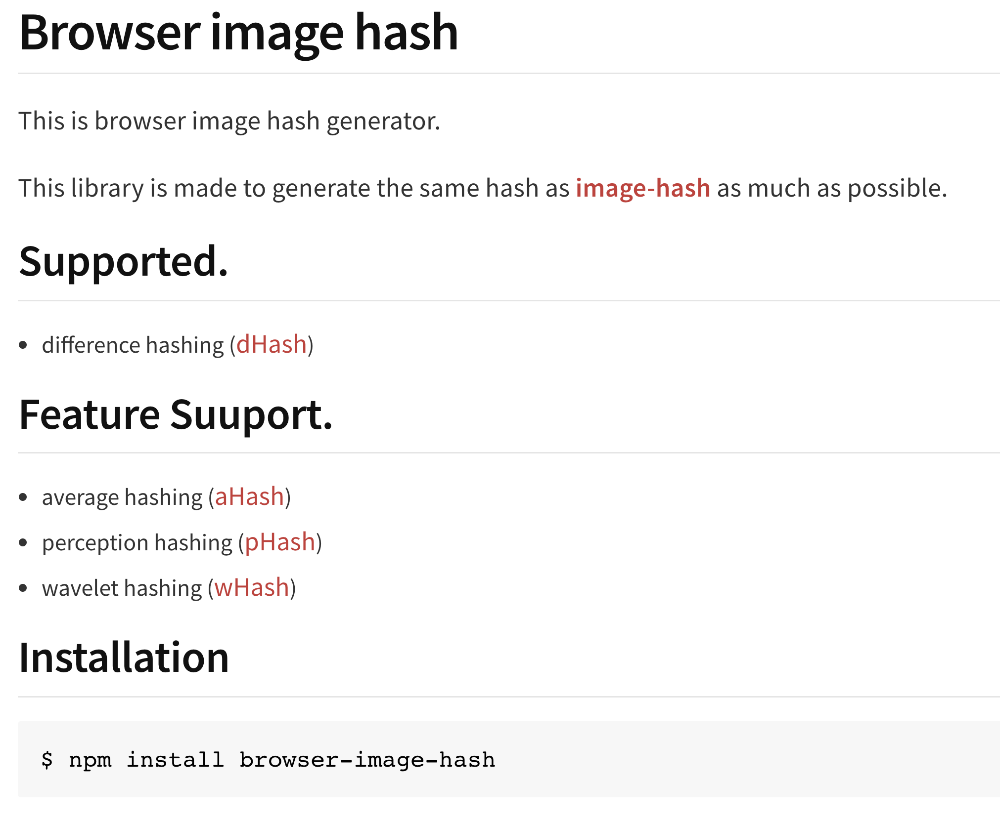 Browser image hash
This is browser image hash generator.
This library is made to generate the same hash as image-hash as much as possible.
Supported.
• difference hashing (dHash)
Feature Suuport.
• average hashing (aHash)
• perception hashing (pHash)
• wavelet hashing (wHash)
Installation
$ npm install browser-image-hash